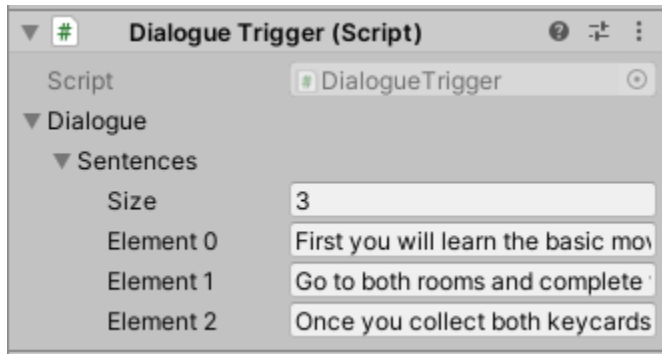 # Dialogue Trigger (Script)
Script # DialogueTrigger
Dialogue
Sentences
Size 3
Element 0 First you will learn the basic
Element 1 Go to both rooms and complete
Element 2 Once you collect both keycards